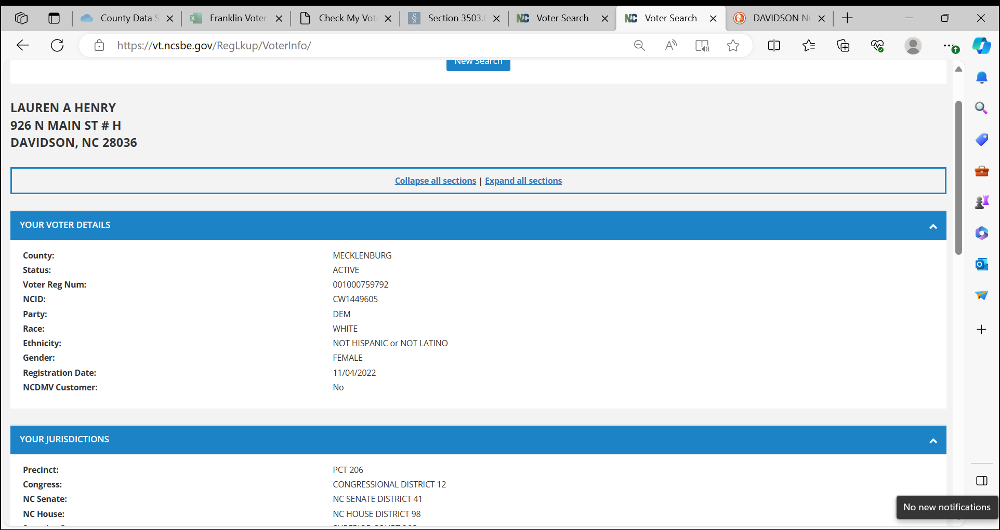 County Data S
Franklin Voter
Check My Vot
Section 3503.0
Voter Search
Voter Search
DAVIDSON N
https://vt.ncsbe.gov/RegLkup/VoterInfo/
New Search
LAUREN A HENRY
926 N MAIN ST # H
DAVIDSON, NC 28036
Collapse all sections | Expand all sections
YOUR VOTER DETAILS
County: MECKLENBURG
Status: ACTIVE
Voter Reg Num: 001000759792
NCID: CW1449605
Party: DEM
Race: WHITE
Ethnicity: NOT HISPANIC or NOT LATINO
Gender: FEMALE
Registration Date: 11/04/2022
NCDMV Customer: No
YOUR JURISDICTIONS
Precinct: PCT 206
Congress: CONGRESSIONAL DISTRICT 12
NC Senate: NC SENATE DISTRICT 41
NC House: NC HOUSE DISTRICT 98
No new notifications